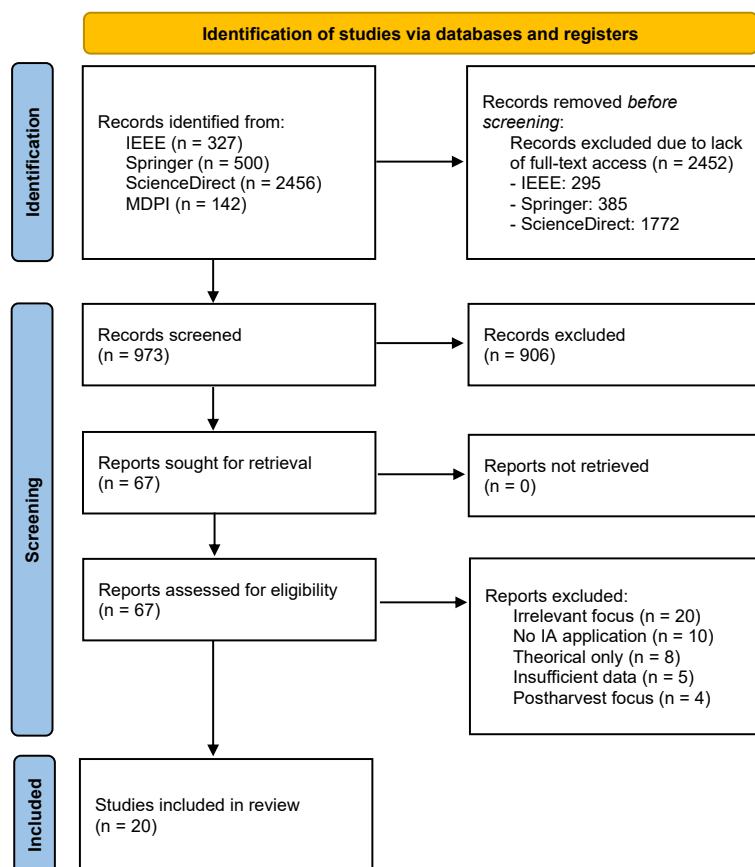 Identification of studies via databases and registers
Identification
Records identified from:
IEEE (n = 327)
Springer (n = 500)
ScienceDirect (n = 2456)
MDPI (n = 142)
Records removed before
screening:
Records excluded due to lack
of full-text access (n = 2452)
- IEEE: 295
- Springer: 385
- ScienceDirect: 1772
Screening
Records screened
(n = 973)
Records excluded
(n = 906)
Reports sought for retrieval
(n = 67)
Reports not retrieved
(n = 0)
Reports assessed for eligibility
(n = 67)
Reports excluded:
Irrelevant focus (n = 20)
No IA application (n = 10)
Theorical only (n = 8)
Insufficient data (n = 5)
Postharvest focus (n = 4)
Included
Studies included in review
(n = 20)